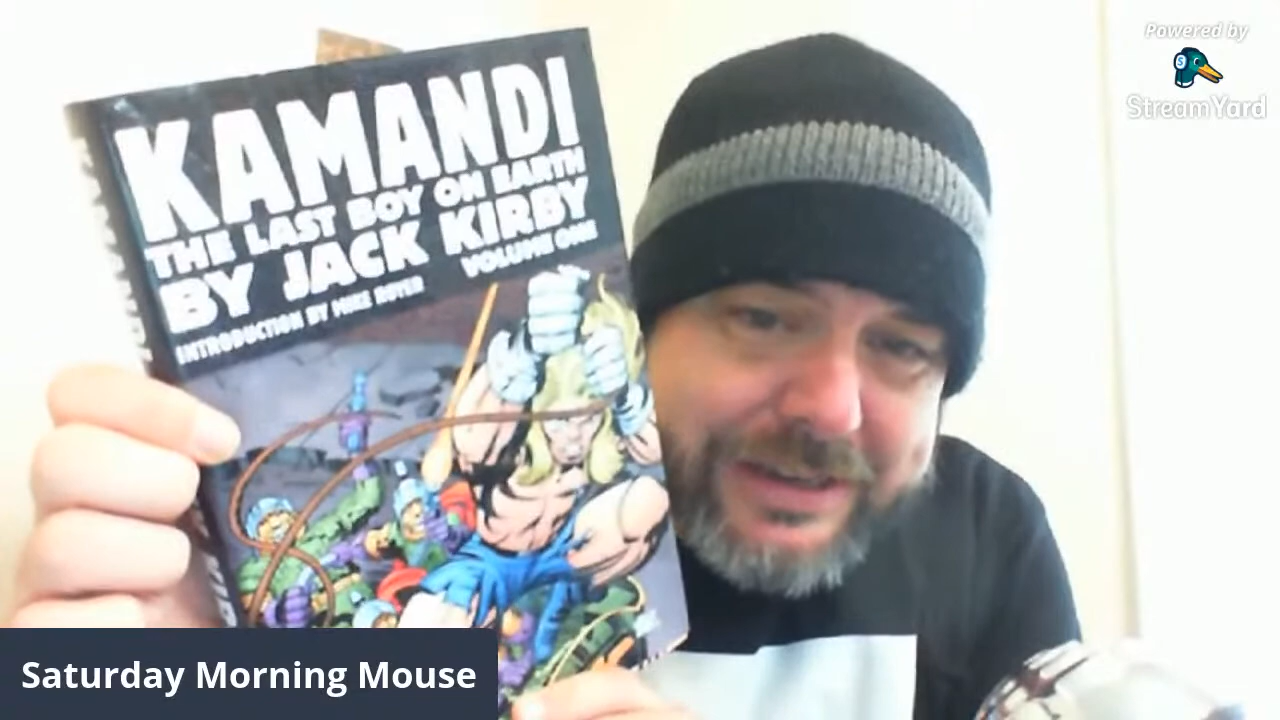 KAMANDI
THE LAST BOY ON EARTH
BY JACK KIRBY
VOLUME ONE
INTRODUCTION BY MIKE ROYER
Saturday Morning Mouse
Powered by
S
StreamYard